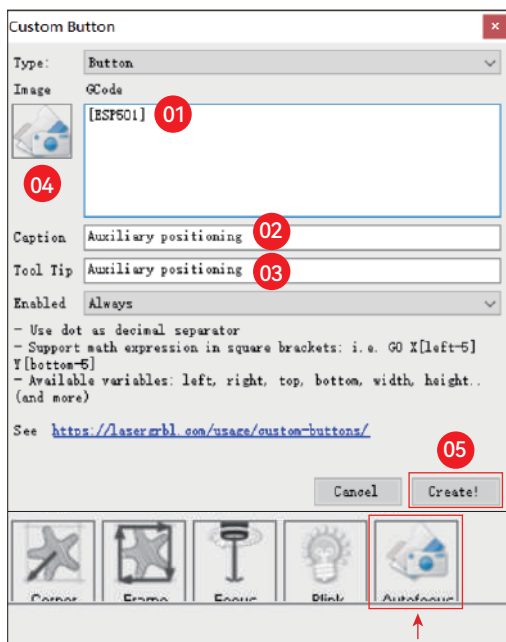 Custom Button
×
Type: Button
Image GCode
[ESP501] 01
04
Caption Auxiliary positioning 02
Tool Tip Auxiliary positioning 03
Enabled Always
- Use dot as decimal separator
- Support math expression in square brackets: i.e. G0 X[left-5]
Y[bottom-5]
- Available variables: left, right, top, bottom, width, height..
(and more)
See https://lasergrbl.com/usage/custom-buttons/
05
Cancel Create!
Corner Frame Focus Blink Autofocus